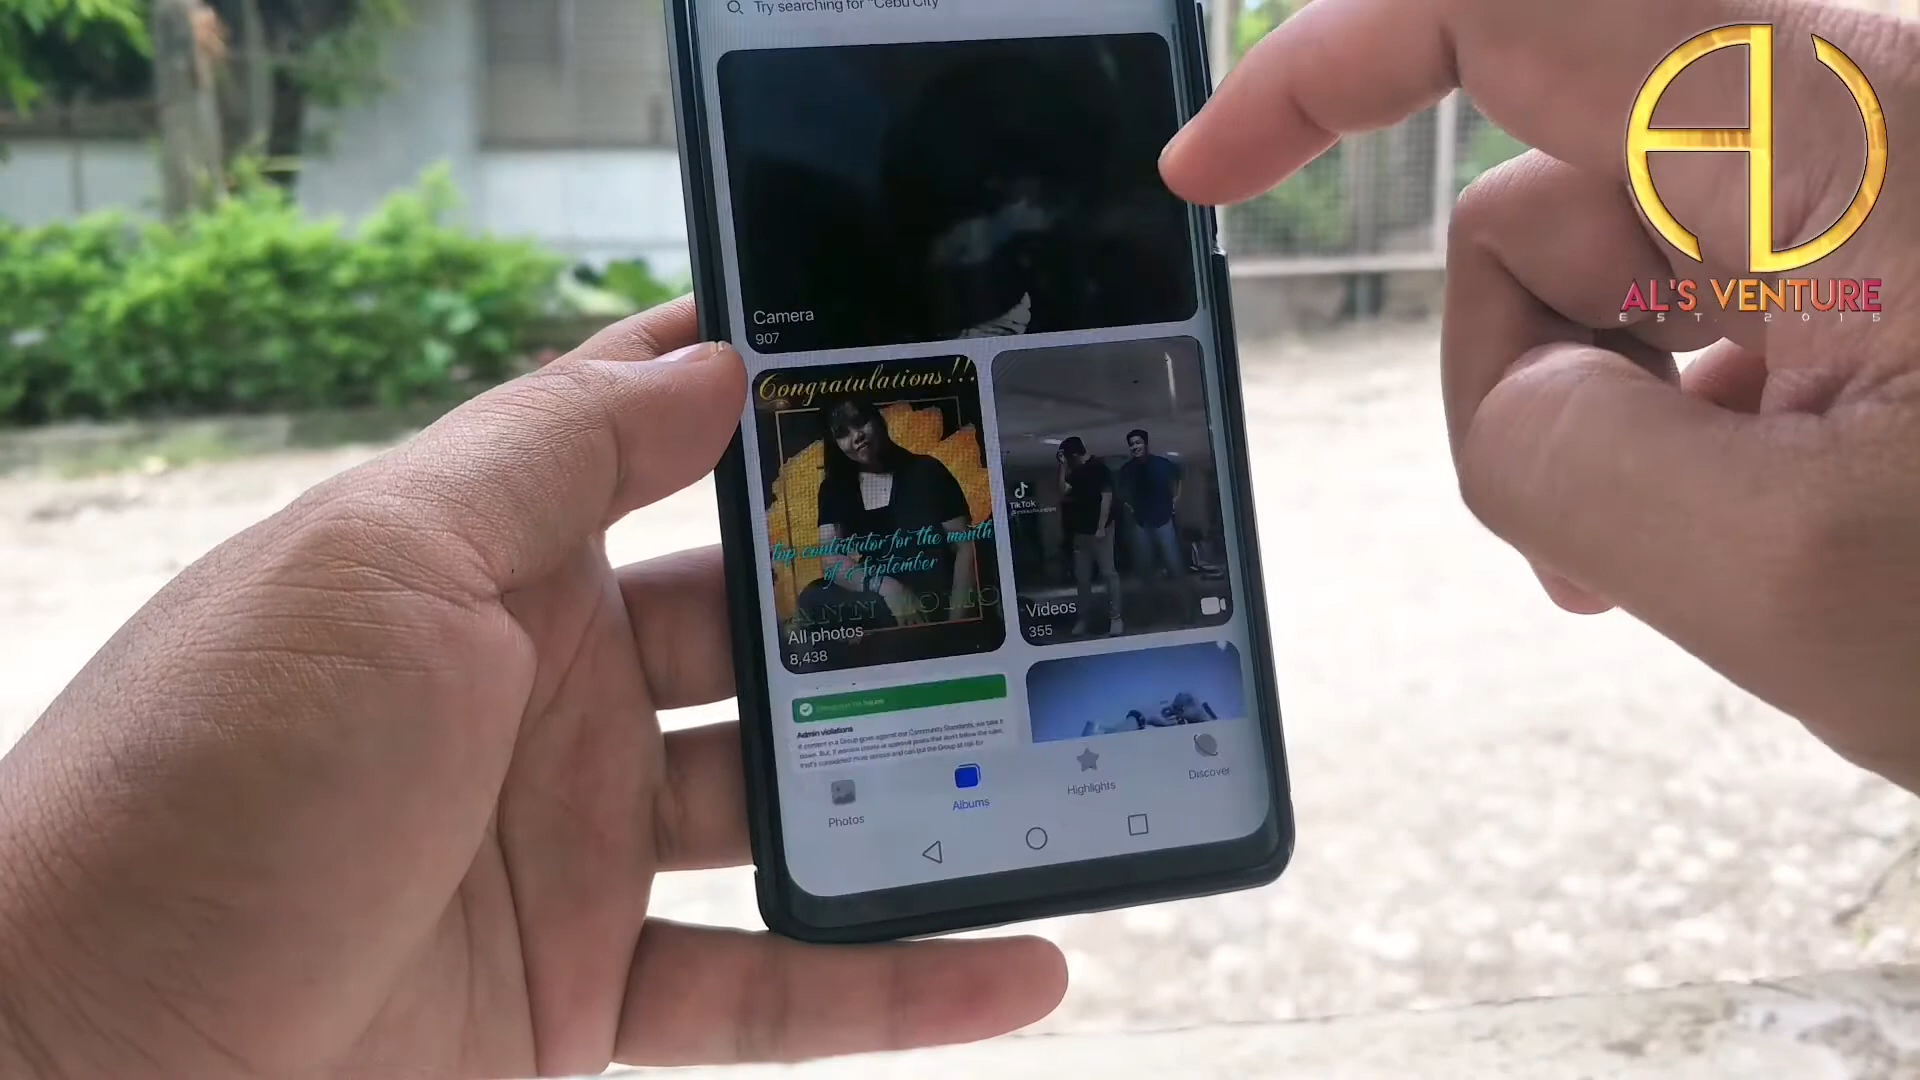 Try searching for "Cebu City
Camera
907
Congratulations!!!
top contributor for the month
of September
ANN
All photos
8,438
TikTok
Videos
355
Admin violations
Photos
Albums
Highlights
Discover
AL'S VENTURE
EST. 2015